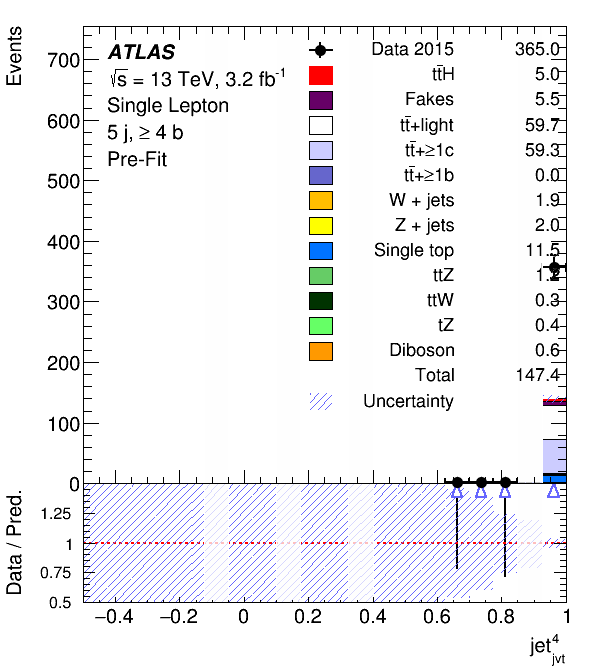 Events
700
600
500
400
300
200
100
0
ATLAS
√s = 13 TeV, 3.2 fb⁻¹
Single Lepton
5 j, ≥ 4 b
Pre-Fit
Data 2015 365.0
tt̄H 5.0
Fakes 5.5
tt̄+light 59.7
tt̄+≥1c 59.3
tt̄+≥1b 0.0
W + jets 1.9
Z + jets 2.0
Single top 11.5
ttZ 1.2
ttW 0.3
tZ 0.4
Diboson 0.6
Total 147.4
Uncertainty
Data / Pred.
1.25
1
0.75
0.5
−0.4 −0.2 0 0.2 0.4 0.6 0.8 1
jet⁴jvt